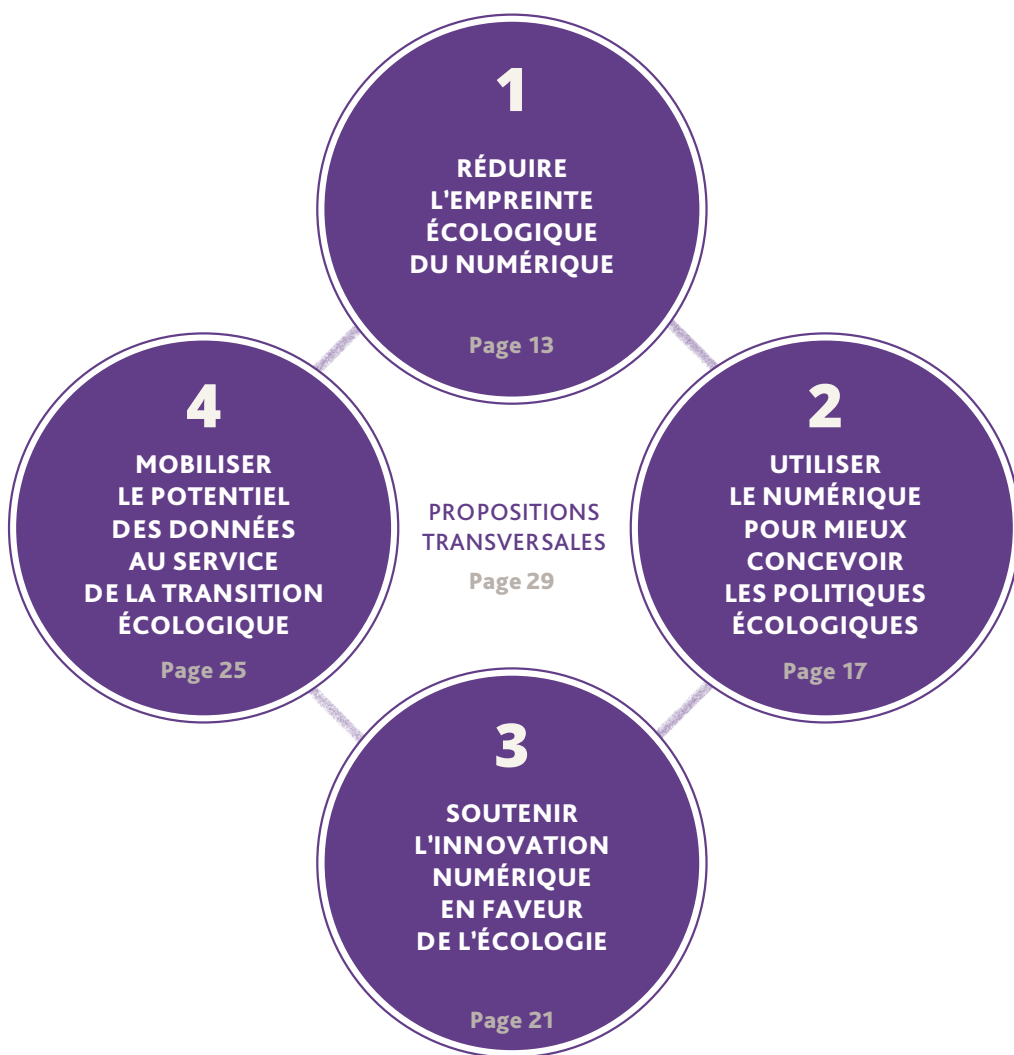 1
RÉDUIRE
L'EMPREINTE
ÉCOLOGIQUE
DU NUMÉRIQUE
Page 13
2
UTILISER
LE NUMÉRIQUE
POUR MIEUX
CONCEVOIR
LES POLITIQUES
ÉCOLOGIQUES
Page 17
3
SOUTENIR
L'INNOVATION
NUMÉRIQUE
EN FAVEUR
DE L'ÉCOLOGIE
Page 21
4
MOBILISER
LE POTENTIEL
DES DONNÉES
AU SERVICE
DE LA TRANSITION
ÉCOLOGIQUE
Page 25
PROPOSITIONS
TRANSVERSALES
Page 29